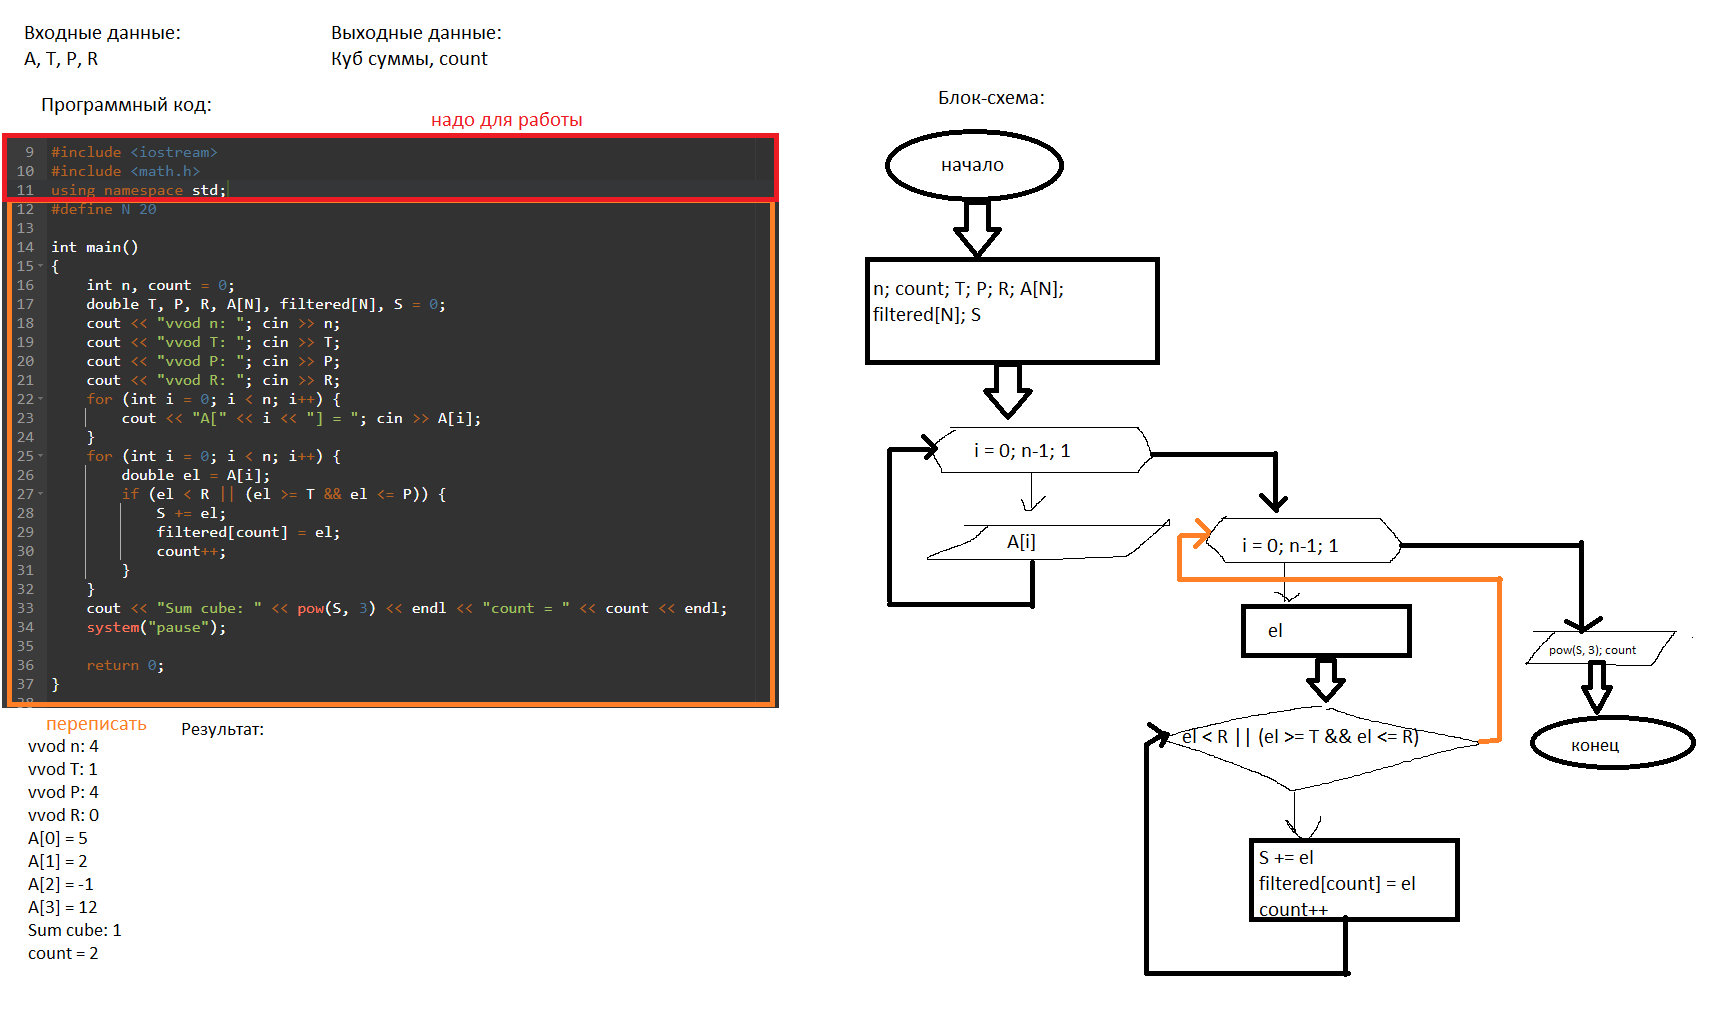 Входные данные:
A, T, P, R
Выходные данные:
Куб суммы, count
Программный код:
надо для работы
9 #include <iostream>
10 #include <math.h>
11 using namespace std;
12 #define N 20
13
14 int main()
15 {
16     int n, count = 0;
17     double T, P, R, A[N], filtered[N], S = 0;
18     cout << "vvod n: "; cin >> n;
19     cout << "vvod T: "; cin >> T;
20     cout << "vvod P: "; cin >> P;
21     cout << "vvod R: "; cin >> R;
22     for (int i = 0; i < n; i++) {
23         cout << "A[" << i << "] = "; cin >> A[i];
24     }
25     for (int i = 0; i < n; i++) {
26         double el = A[i];
27         if (el < R || (el >= T && el <= P)) {
28             S += el;
29             filtered[count] = el;
30             count++;
31         }
32     }
33     cout << "Sum cube: " << pow(S, 3) << endl << "count = " << count << endl;
34     system("pause");
35
36     return 0;
37 }
38
переписать
Результат:
vvod n: 4
vvod T: 1
vvod P: 4
vvod R: 0
A[0] = 5
A[1] = 2
A[2] = -1
A[3] = 12
Sum cube: 1
count = 2
Блок-схема:
начало
n; count; T; P; R; A[N];
filtered[N]; S
i = 0; n-1; 1
A[i]
i = 0; n-1; 1
el
el < R || (el >= T && el <= R)
S += el
filtered[count] = el
count++
pow(S, 3); count
конец